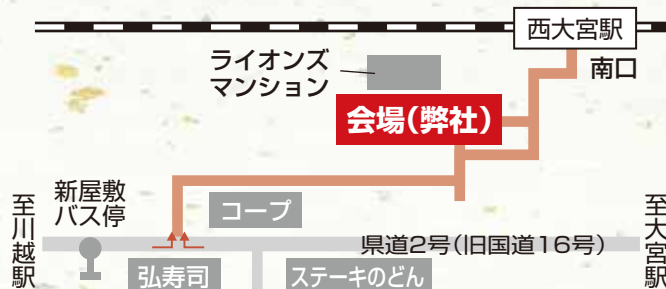 西大宮駅
南口
ライオンズ
マンション
会場(弊社)
新屋敷
バス停
コープ
至川越駅
至大宮駅
県道2号(旧国道16号)
弘寿司
ステーキのどん